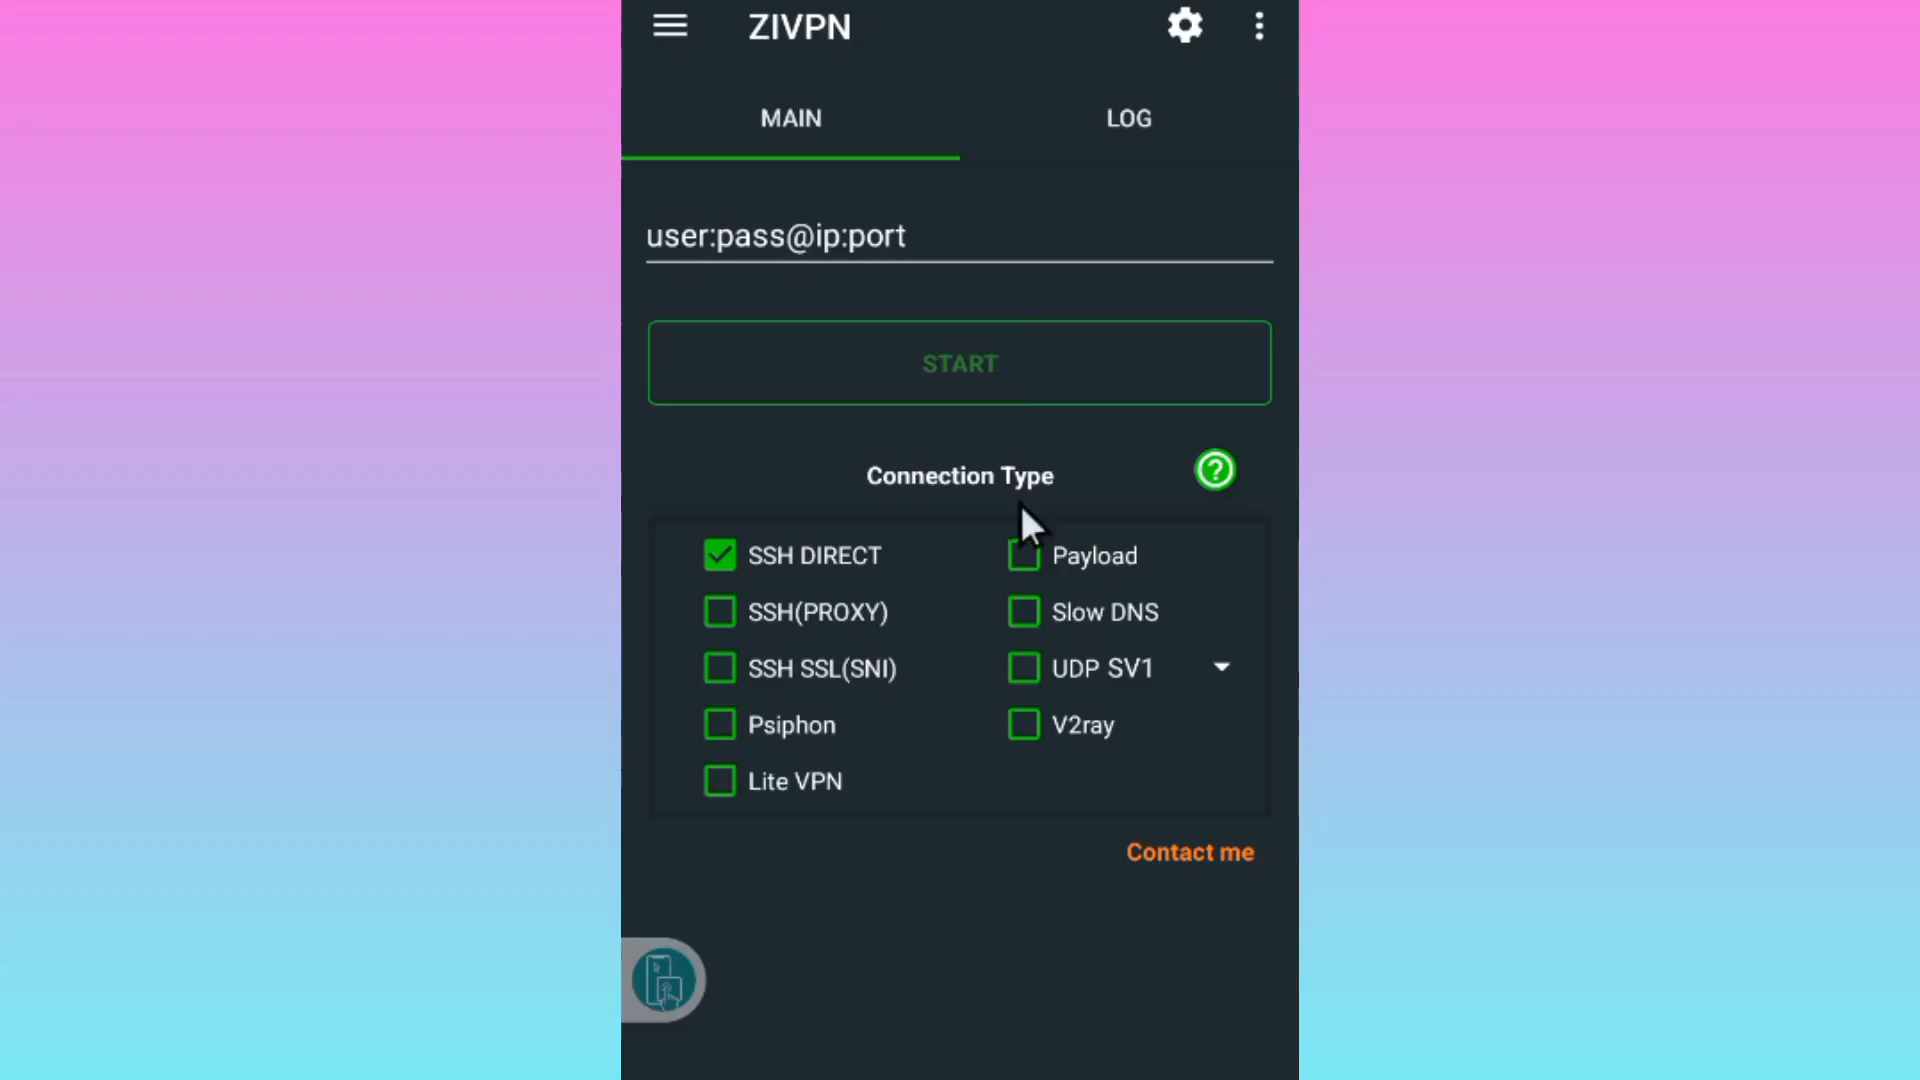 ZIVPN
MAIN LOG
user:pass@ip:port
START
Connection Type ?
SSH DIRECT Payload
SSH(PROXY) Slow DNS
SSH SSL(SNI) UDP SV1
Psiphon V2ray
Lite VPN
Contact me